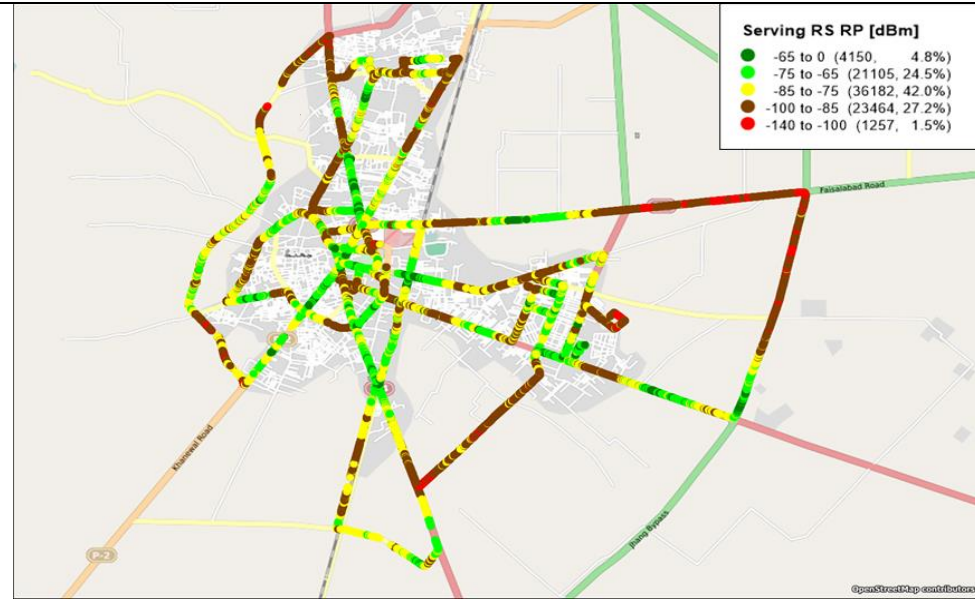 Serving RS RP [dBm]
-65 to 0 (4150, 4.8%)
-75 to -65 (21105, 24.5%)
-85 to -75 (36182, 42.0%)
-100 to -85 (23464, 27.2%)
-140 to -100 (1257, 1.5%)
Faisalabad Road
Khanewal Road
P-2
Jhang Bypass
OpenStreetMap contributors